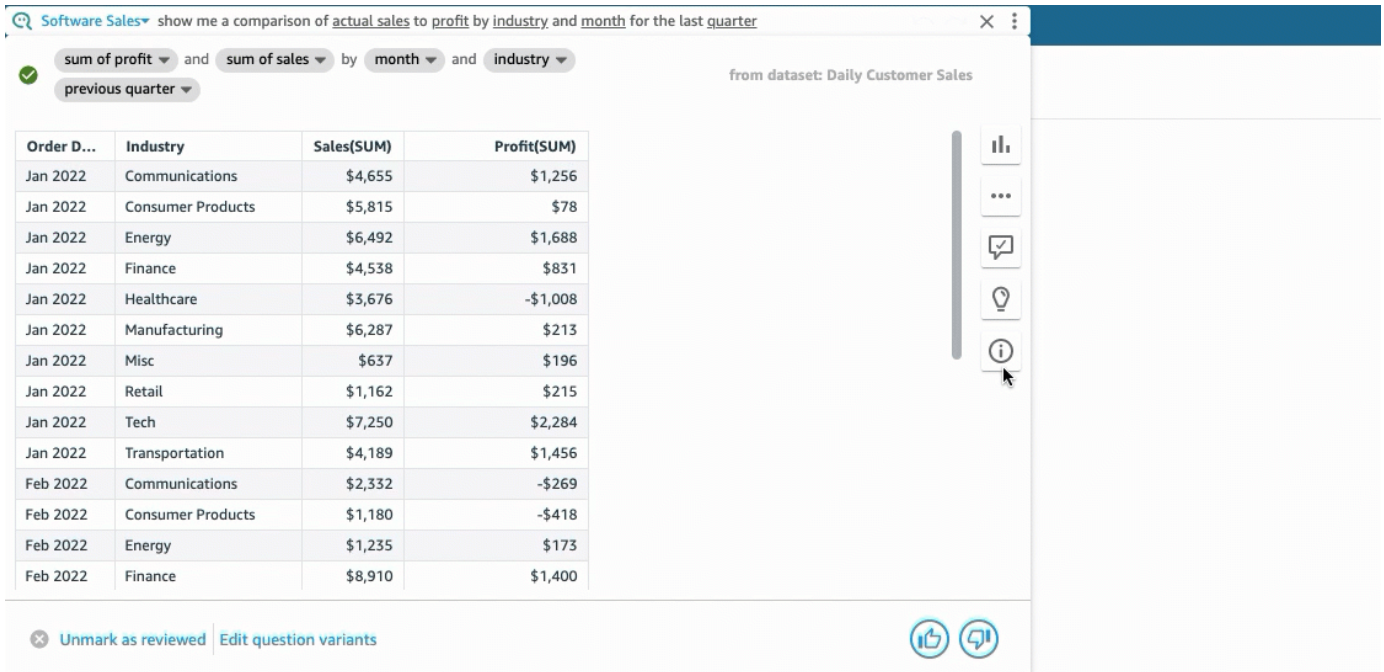 Software Sales show me a comparison of actual sales to profit by industry and month for the last quarter
sum of profit and sum of sales by month and industry
previous quarter
from dataset: Daily Customer Sales
Order D... Industry Sales(SUM) Profit(SUM)
Jan 2022 Communications $4,655 $1,256
Jan 2022 Consumer Products $5,815 $78
Jan 2022 Energy $6,492 $1,688
Jan 2022 Finance $4,538 $831
Jan 2022 Healthcare $3,676 -$1,008
Jan 2022 Manufacturing $6,287 $213
Jan 2022 Misc $637 $196
Jan 2022 Retail $1,162 $215
Jan 2022 Tech $7,250 $2,284
Jan 2022 Transportation $4,189 $1,456
Feb 2022 Communications $2,332 -$269
Feb 2022 Consumer Products $1,180 -$418
Feb 2022 Energy $1,235 $173
Feb 2022 Finance $8,910 $1,400
Unmark as reviewed Edit question variants